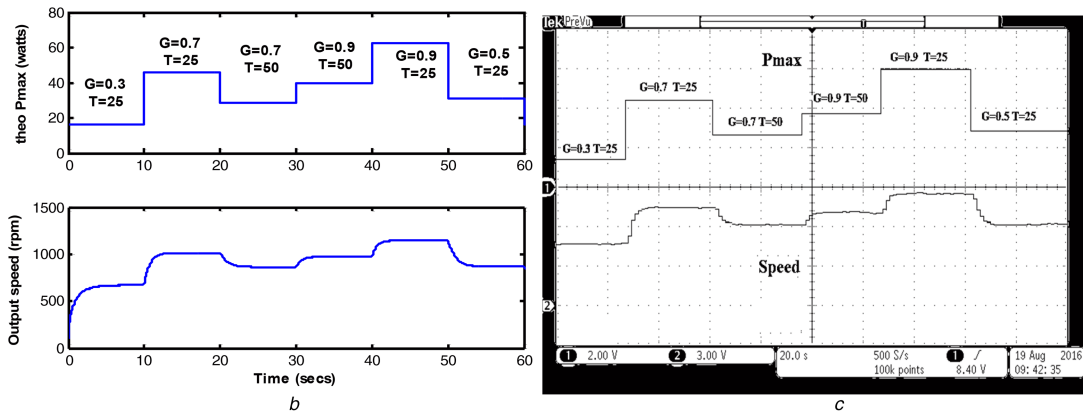 theo Pmax (watts)
80
60
40
20
0
G=0.3
T=25
G=0.7
T=25
G=0.7
T=50
G=0.9
T=50
G=0.9
T=25
G=0.5
T=25
0 10 20 30 40 50 60
Output speed (rpm)
1500
1000
500
0
0 10 20 30 40 50 60
Time (secs)
b
Tek PreVu
Pmax
G=0.3 T=25
G=0.7 T=25
G=0.7 T=50
G=0.9 T=50
G=0.9 T=25
G=0.5 T=25
1
Speed
2
1 2.00 V 2 3.00 V 20.0 s 500 S/s 1 8.40 V
100k points
19 Aug 2016
09: 42: 35
c